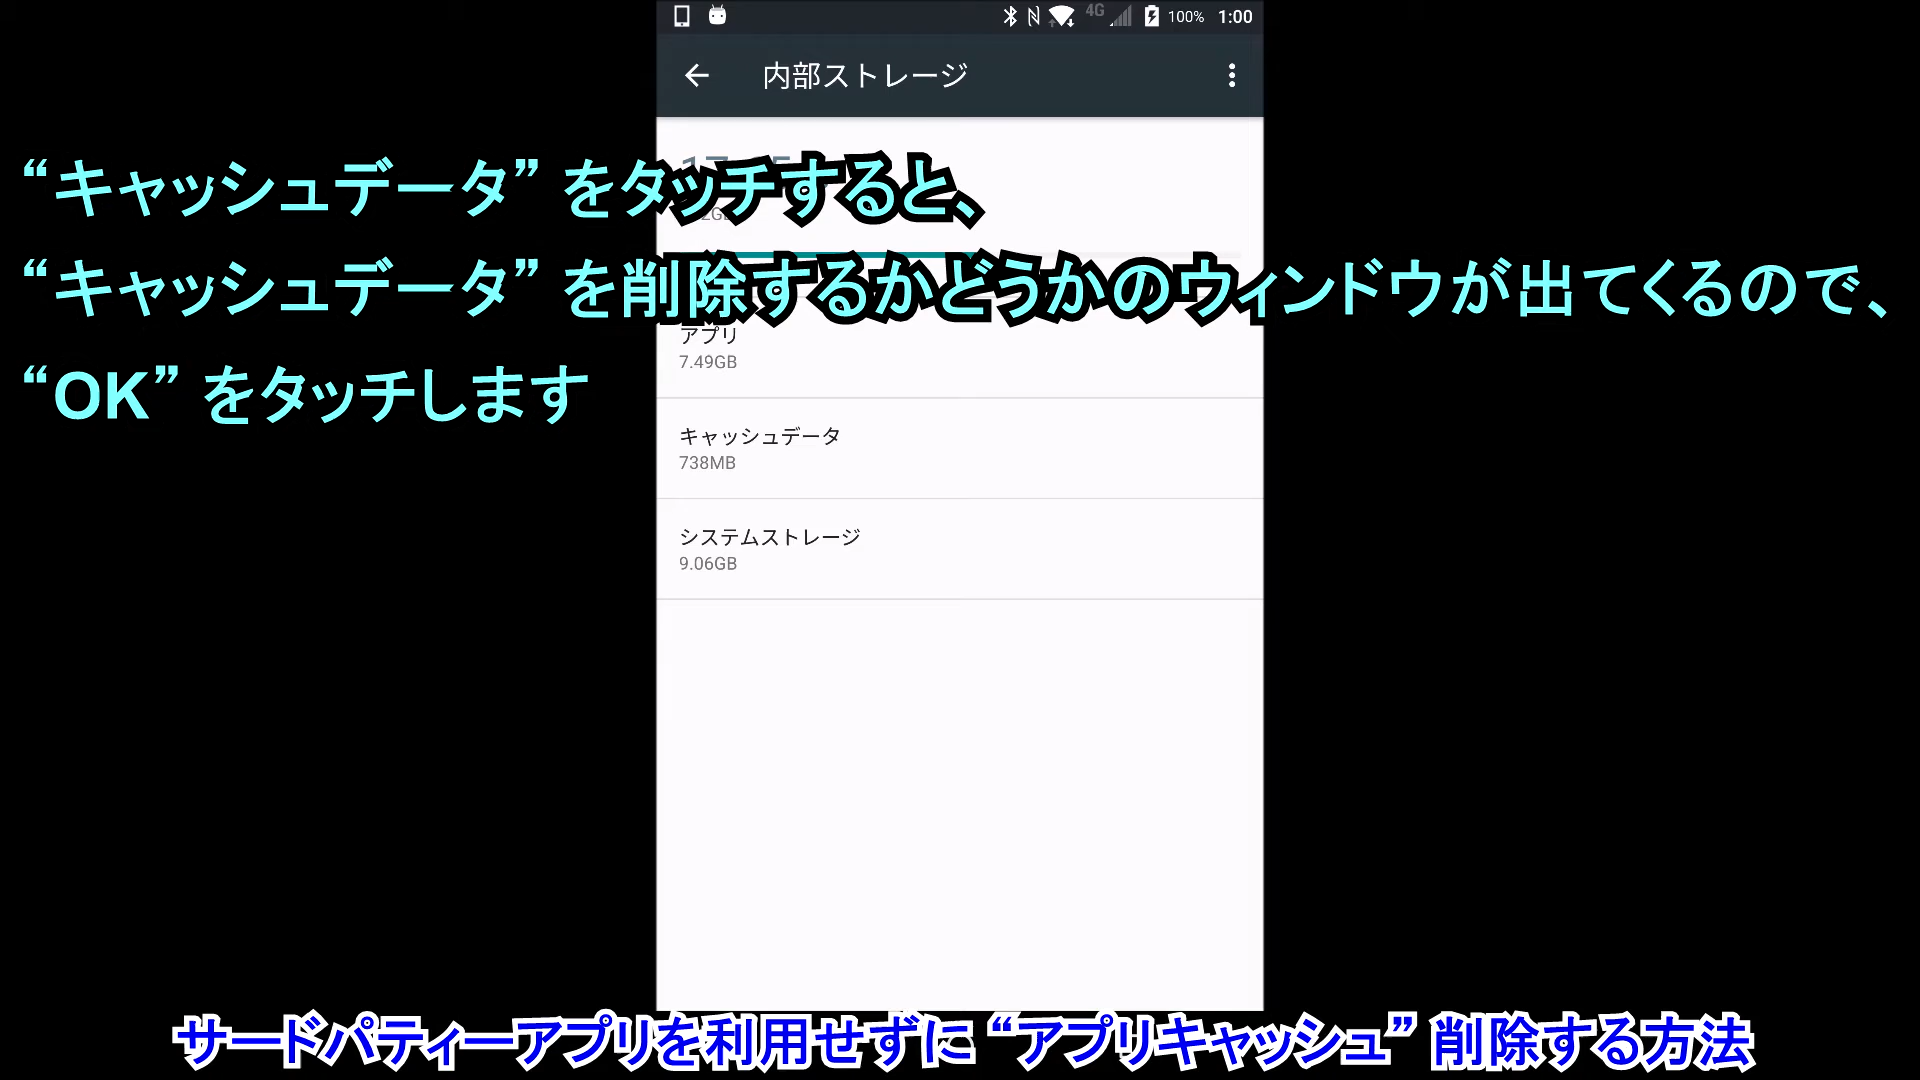 4G 100% 1:00
内部ストレージ
“キャッシュデータ” をタッチすると、
“キャッシュデータ” を削除するかどうかのウィンドウが出てくるので、
“OK” をタッチします
アプリ
7.49GB
キャッシュデータ
738MB
システムストレージ
9.06GB
サードパティーアプリを利用せずに “アプリキャッシュ” 削除する方法